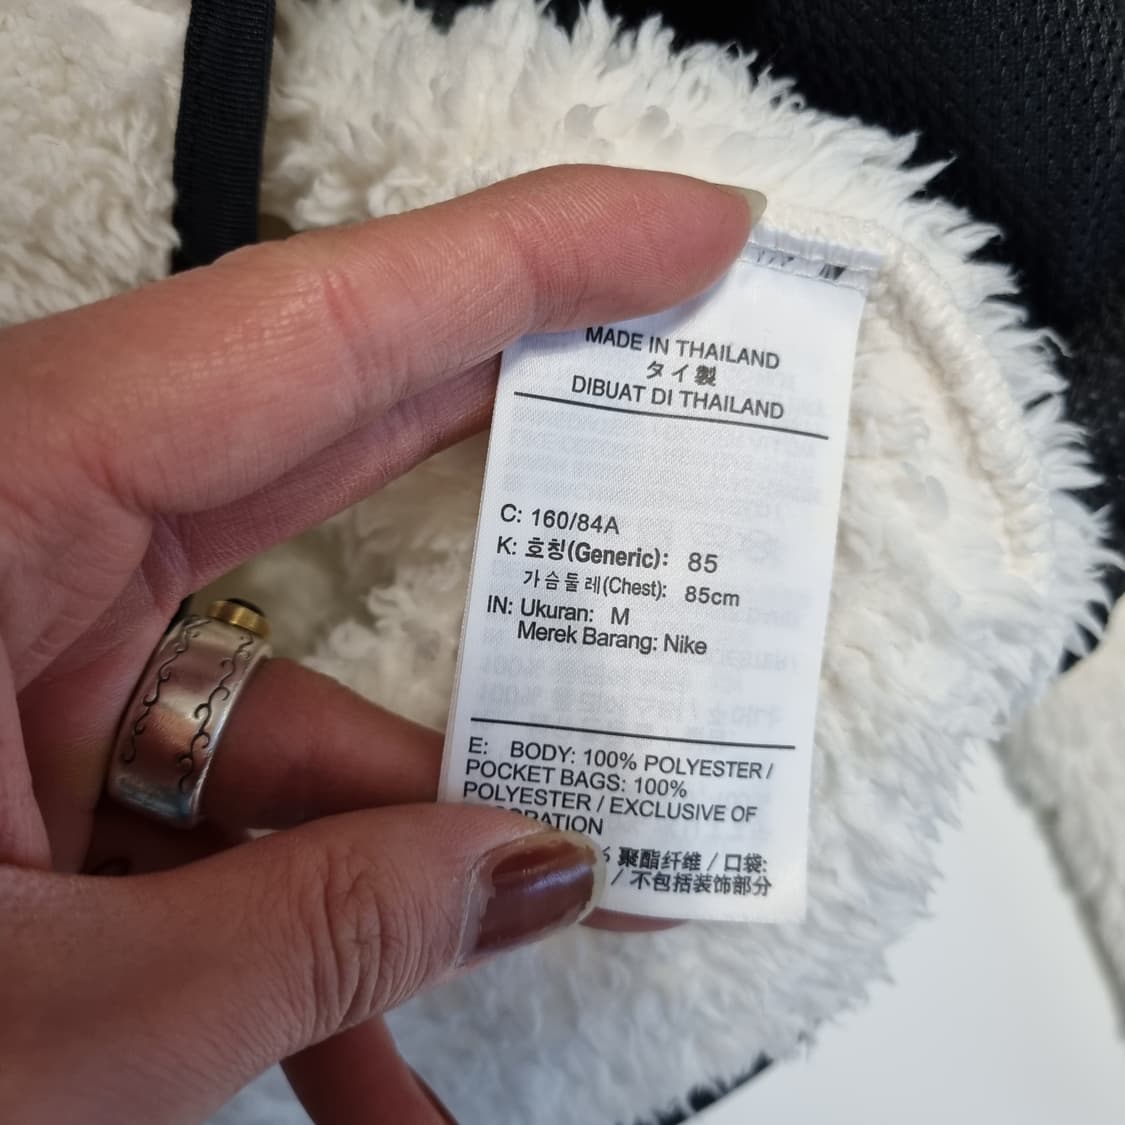 MADE IN THAILAND
タイ製
DIBUAT DI THAILAND
C: 160/84A
K: 호칭(Generic): 85
가슴둘레(Chest): 85cm
IN: Ukuran: M
Merek Barang: Nike
E: BODY: 100% POLYESTER /
POCKET BAGS: 100%
POLYESTER / EXCLUSIVE OF
聚酯纤维 / 口袋:
/ 不包括装饰部分